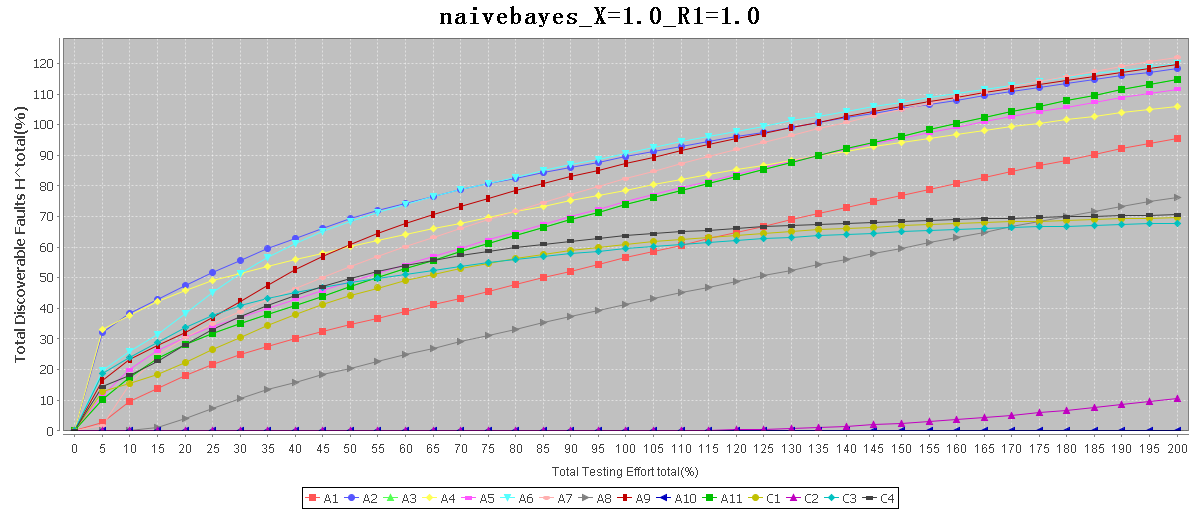 naivebayes_X=1.0_R1=1.0
Total Discoverable Faults H^total(%)
120
110
100
90
80
70
60
50
40
30
20
10
0
0 5 10 15 20 25 30 35 40 45 50 55 60 65 70 75 80 85 90 95 100 105 110 115 120 125 130 135 140 145 150 155 160 165 170 175 180 185 190 195 200
Total Testing Effort total(%)
A1 A2 A3 A4 A5 A6 A7 A8 A9 A10 A11 C1 C2 C3 C4